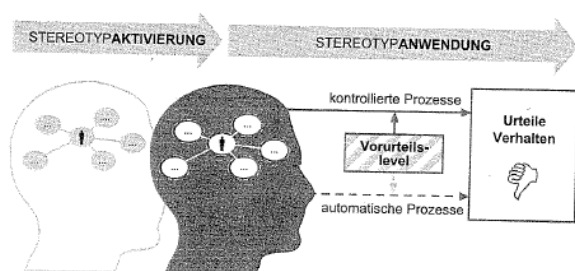 STEREOTYPAKTIVIERUNG
STEREOTYPANWENDUNG
kontrollierte Prozesse
Vorurteils-
level
automatische Prozesse
Urteile
Verhalten
...
...
...
...
...
...
...
...
...
...